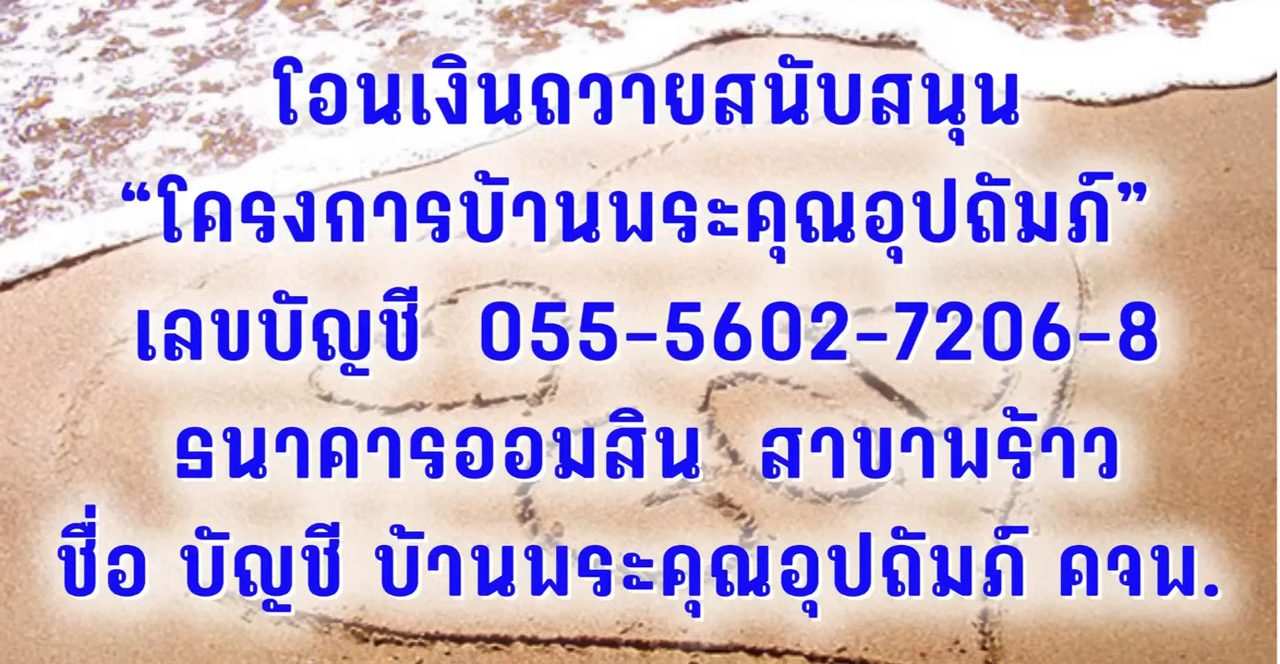 โอนเงินถวายสนับสนุน
“โครงการบ้านพระคุณอุปถัมภ์”
เลขบัญชี 055-5602-7206-8
ธนาคารออมสิน สาขาพร้าว
ชื่อ บัญชี บ้านพระคุณอุปถัมภ์ คจพ.